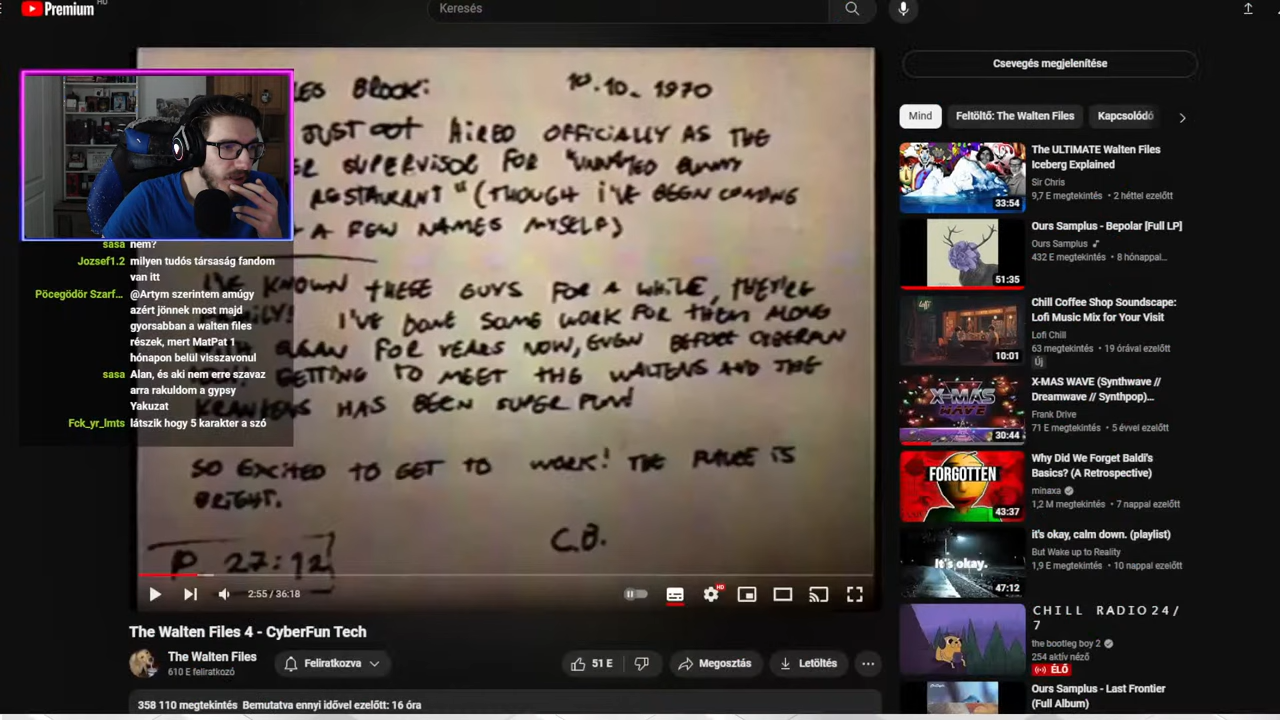 Premium
HU
Keresés
BROOK: 10.10. 1970
JUST GOT AIRED OFFICIALLY AS THE
SUPERVISOR FOR "UNNAMED BUNNY
RESTAURANT" (THOUGH I'VE BEEN COMING
A FEW NAMES MYSELF)
I'VE KNOWN THESE GUYS FOR A WHILE, THEY'RE
I'VE DONE SOME WORK FOR THEM ALONG
FOR YEARS NOW, EVEN BEFORE CYBERFUN
GETTING TO MEET THE WALTENS AND THE
KRANKENS HAS BEEN SUPER FUN!
SO EXCITED TO GET TO WORK! THE FUTURE IS
BRIGHT.
C.B.
P 27:12
sasa nem?
Jozsef1.2 milyen tudós társaság fandom
van itt
Pöcegödör Szarf... @Artym szerintem amúgy
azért jönnek most majd
gyorsabban a walten files
részek, mert MatPat 1
hónapon belül visszavonul
sasa Alan, és aki nem erre szavaz
arra rakuldom a gypsy
Yakuzat
Fck_yr_lmts látszik hogy 5 karakter a szó
2:55 / 36:18
HD
The Walten Files 4 - CyberFun Tech
The Walten Files
610 E feliratkozó
Feliratkozva
51 E
Megosztás
Letöltés
358 110 megtekintés Bemutatva ennyi idővel ezelőtt: 16 óra
Csevegés megjelenítése
Mind
Feltöltő: The Walten Files
Kapcsolódó
The ULTIMATE Walten Files
Iceberg Explained
Sir Chris
9,7 E megtekintés • 2 héttel ezelőtt
33:54
Ours Samplus - Bepolar [Full LP]
Ours Samplus
432 E megtekintés • 8 hónappal...
51:35
Chill Coffee Shop Soundscape:
Lofi Music Mix for Your Visit
Lofi Chill
63 megtekintés • 19 órával ezelőtt
Új
10:01
X-MAS WAVE (Synthwave //
Dreamwave // Synthpop)...
Frank Drive
71 E megtekintés • 5 évvel ezelőtt
X-MAS
WAVE
30:44
Why Did We Forget Baldi's
Basics? (A Retrospective)
minaxa
1,2 M megtekintés • 7 nappal ezelőtt
FORGOTTEN
43:37
it's okay, calm down. (playlist)
But Wake up to Reality
1,9 E megtekintés • 10 nappal ezelőtt
It's okay.
47:12
C H I L L R A D I O 2 4 /
7
the bootleg boy 2
254 aktív néző
ÉLŐ
Ours Samplus - Last Frontier
(Full Album)